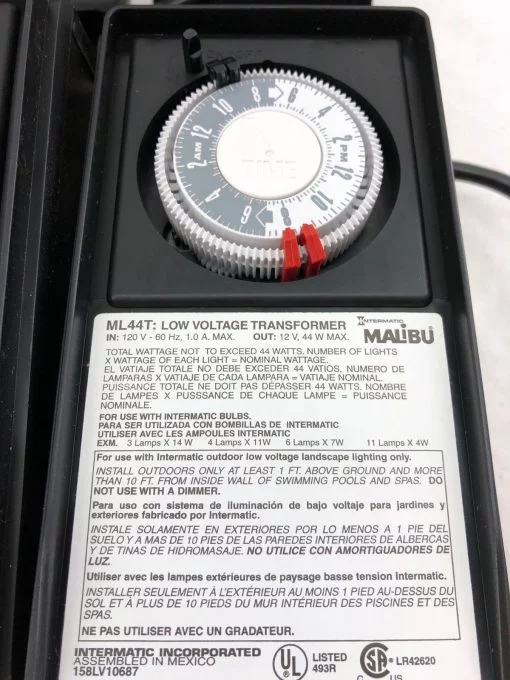 10 8 6 4 2 PM 12 10 8 6 4 2 AM 12
TIME
ML44T: LOW VOLTAGE TRANSFORMER INTERMATIC
IN: 120 V - 60 Hz, 1.0 A. MAX. OUT: 12 V, 44 W MAX. MALIBU
TOTAL WATTAGE NOT TO EXCEED 44 WATTS. NUMBER OF LIGHTS
X WATTAGE OF EACH LIGHT = NOMINAL WATTAGE.
EL VATIAJE TOTALE NO DEBE EXCEDER 44 VATIOS, NUMERO DE
LAMPARAS X VATIAJE DE CADA LAMPARA = VATIAJE NOMINAL.
PUISSANCE TOTALE NE DOIT PAS DÉPASSER 44 WATTS. NOMBRE
DE LAMPES X PUSSSANCE DE CHAQUE LAMPE = PUISSANCE
NOMINALE.
FOR USE WITH INTERMATIC BULBS.
PARA SER UTILIZADA CON BOMBILLAS DE INTERMATIC
UTILISER AVEC LES AMPOULES INTERMATIC
EXM. 3 Lamps X 14 W 4 Lamps X 11W 6 Lamps X 7W 11 Lamps X 4W
For use with Intermatic outdoor low voltage landscape lighting only.
INSTALL OUTDOORS ONLY AT LEAST 1 FT. ABOVE GROUND AND MORE
THAN 10 FT. FROM INSIDE WALL OF SWIMMING POOLS AND SPAS. DO
NOT USE WITH A DIMMER.
Para uso con sistema de iluminación de bajo voltaje para jardines y
exteriores fabricado por Intermatic.
INSTALE SOLAMENTE EN EXTERIORES POR LO MENOS A 1 PIE DEL
SUELO Y A MAS DE 10 PIES DE LAS PAREDES INTERIORES DE ALBERCAS
Y DE TINAS DE HIDROMASAJE. NO UTILICE CON AMORTIGUADORES DE
LUZ.
Utiliser avec les lampes extérieures de paysage basse tension Intermatic.
INSTALLER SEULEMENT À L'EXTÉRIEUR AU MOINS 1 PIED AU-DESSUS DU
SOL ET À PLUS DE 10 PIEDS DU MUR INTÉRIEUR DES PISCINES ET DES
SPAS.
NE PAS UTILISER AVEC UN GRADATEUR.
INTERMATIC INCORPORATED
ASSEMBLED IN MEXICO
158LV10687
UL LISTED
493R
SA LR42620
C US